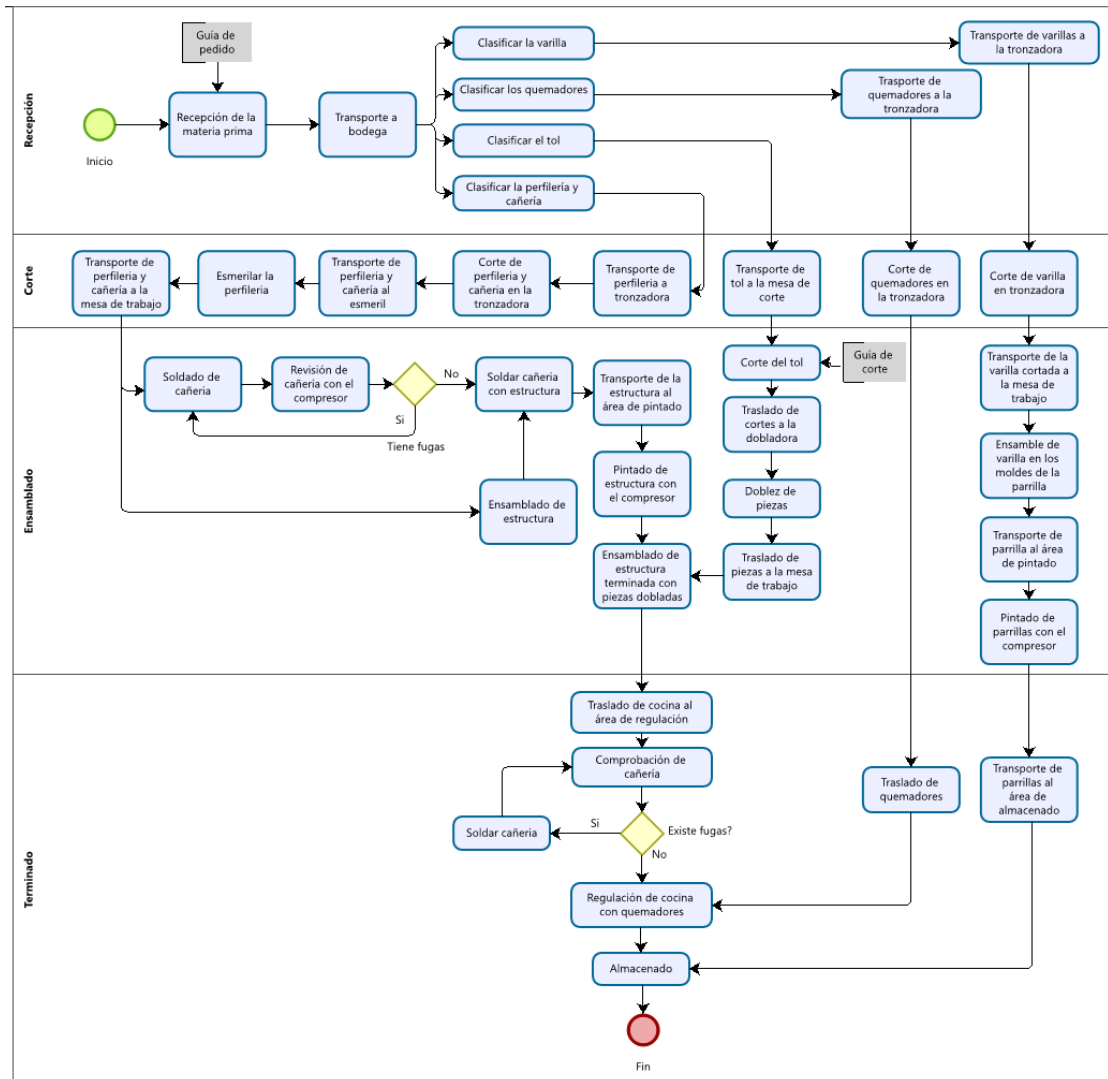 Recepción
Guía de
pedido
Inicio
Recepción de la
materia prima
Transporte a
bodega
Clasificar la varilla
Clasificar los quemadores
Clasificar el tol
Clasificar la perfilería y
cañería
Transporte de varillas a
la tronzadora
Trasporte de
quemadores a la
tronzadora
Corte
Transporte de
perfileria y
cañería a la
mesa de trabajo
Esmerilar la
perfileria
Transporte de
perfileria y
cañería al
esmeril
Corte de
perfileria y
cañeria en la
tronzadora
Transporte de
perfileria a
tronzadora
Transporte de
tol a la mesa de
corte
Corte de
quemadores en
la tronzadora
Corte de varilla
en tronzadora
Ensamblado
Soldado de
cañeria
Revisión de
cañería con el
compresor
No
Si
Tiene fugas
Soldar cañería
con estructura
Ensamblado de
estructura
Transporte de la
estructura al
área de pintado
Pintado de
estructura con
el compresor
Ensamblado de
estructura
terminada con
piezas dobladas
Corte del tol
Guía de
corte
Traslado de
cortes a la
dobladora
Doblez de
piezas
Traslado de
piezas a la mesa
de trabajo
Transporte de la
varilla cortada a
la mesa de
trabajo
Ensamble de
varilla en los
moldes de la
parrilla
Transporte de
parrilla al área
de pintado
Pintado de
parrillas con el
compresor
Terminado
Traslado de cocina al
área de regulación
Comprobación de
cañería
Soldar cañeria
Si
Existe fugas?
No
Regulación de cocina
con quemadores
Almacenado
Fin
Traslado de
quemadores
Transporte de
parrillas al
área de
almacenado